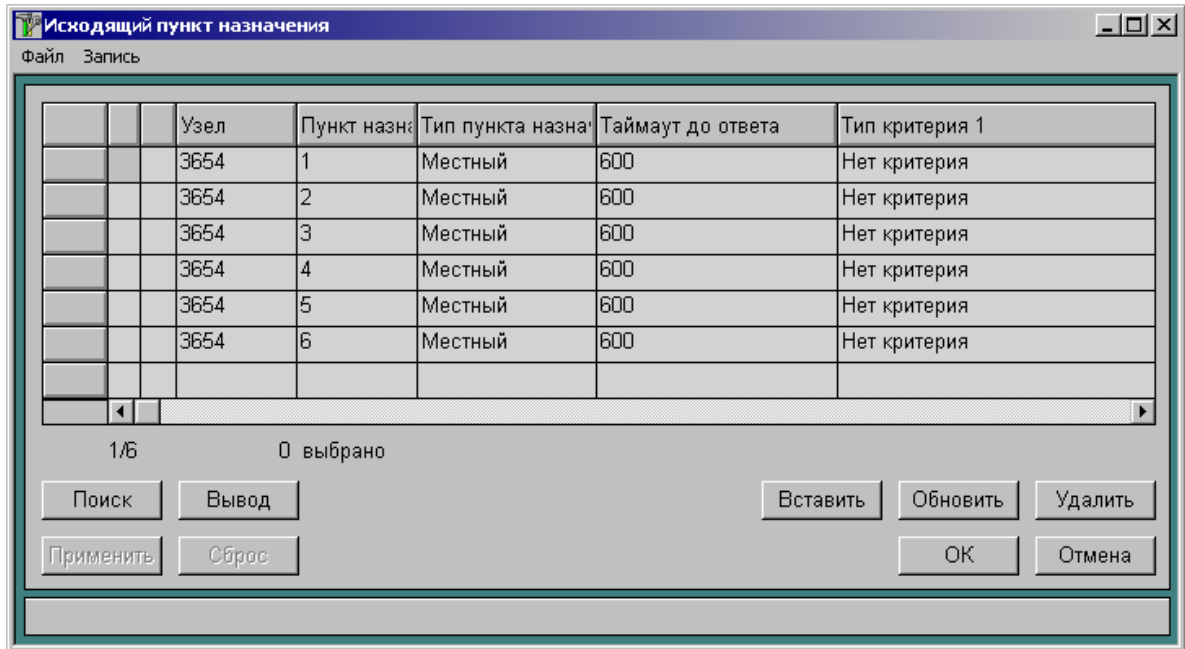 Исходящий пункт назначения
Файл Запись
Узел Пункт назна Тип пункта назнач Таймаут до ответа Тип критерия 1
3654 1 Местный 600 Нет критерия
3654 2 Местный 600 Нет критерия
3654 3 Местный 600 Нет критерия
3654 4 Местный 600 Нет критерия
3654 5 Местный 600 Нет критерия
3654 6 Местный 600 Нет критерия
1/6 0 выбрано
Поиск Вывод Вставить Обновить Удалить
Применить Сброс ОК Отмена